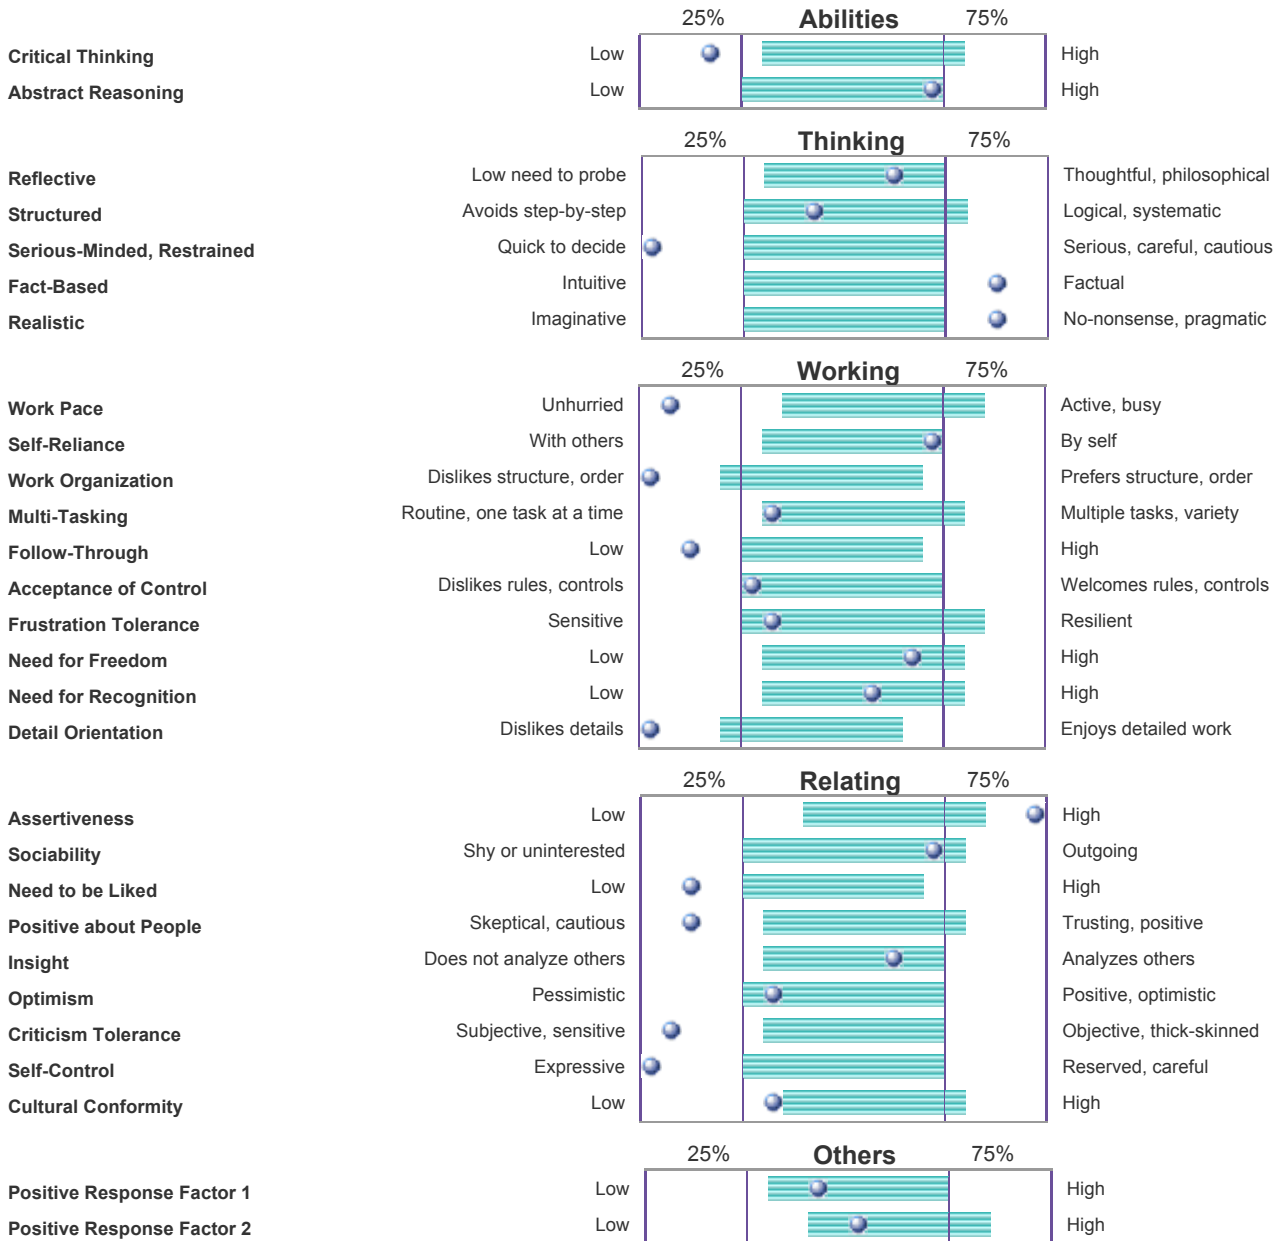 25% Abilities 75%
Critical Thinking Low High
Abstract Reasoning Low High
25% Thinking 75%
Reflective Low need to probe Thoughtful, philosophical
Structured Avoids step-by-step Logical, systematic
Serious-Minded, Restrained Quick to decide Serious, careful, cautious
Fact-Based Intuitive Factual
Realistic Imaginative No-nonsense, pragmatic
25% Working 75%
Work Pace Unhurried Active, busy
Self-Reliance With others By self
Work Organization Dislikes structure, order Prefers structure, order
Multi-Tasking Routine, one task at a time Multiple tasks, variety
Follow-Through Low High
Acceptance of Control Dislikes rules, controls Welcomes rules, controls
Frustration Tolerance Sensitive Resilient
Need for Freedom Low High
Need for Recognition Low High
Detail Orientation Dislikes details Enjoys detailed work
25% Relating 75%
Assertiveness Low High
Sociability Shy or uninterested Outgoing
Need to be Liked Low High
Positive about People Skeptical, cautious Trusting, positive
Insight Does not analyze others Analyzes others
Optimism Pessimistic Positive, optimistic
Criticism Tolerance Subjective, sensitive Objective, thick-skinned
Self-Control Expressive Reserved, careful
Cultural Conformity Low High
25% Others 75%
Positive Response Factor 1 Low High
Positive Response Factor 2 Low High